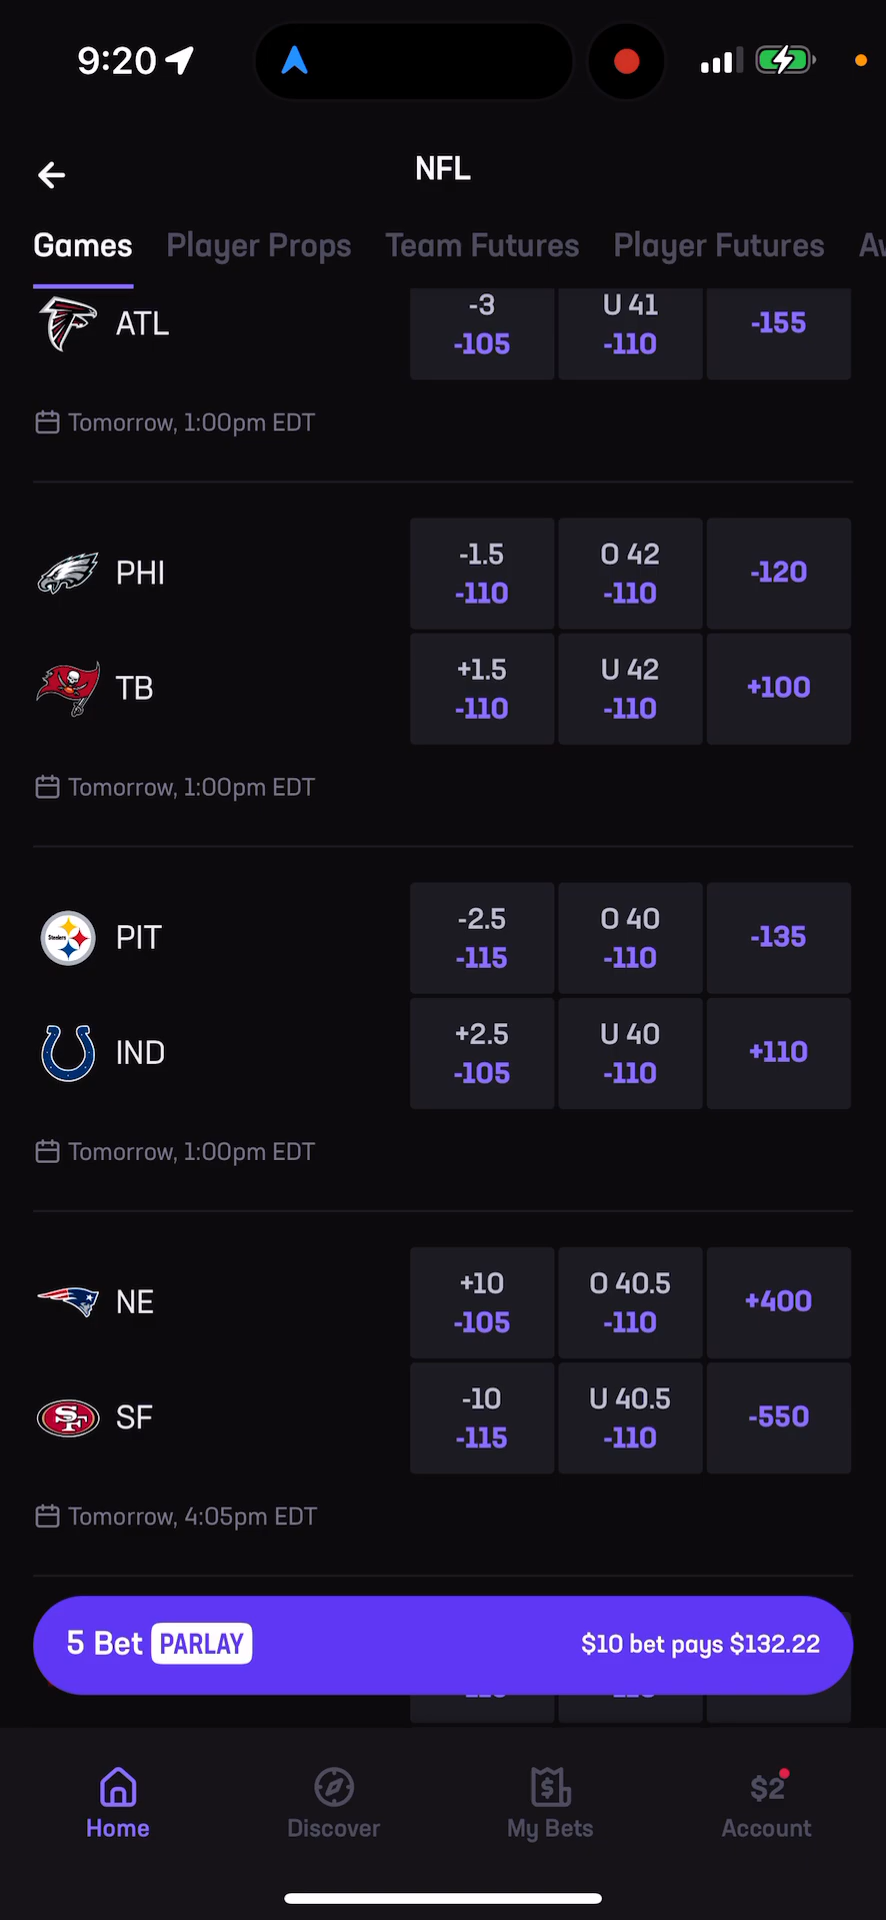 9:20
NFL
Games Player Props Team Futures Player Futures
ATL
-3 U 41 -155
-105 -110
Tomorrow, 1:00pm EDT
PHI
-1.5 O 42 -120
-110 -110
TB
+1.5 U 42 +100
-110 -110
Tomorrow, 1:00pm EDT
Steelers
PIT
-2.5 O 40 -135
-115 -110
IND
+2.5 U 40 +110
-105 -110
Tomorrow, 1:00pm EDT
NE
+10 O 40.5 +400
-105 -110
SF
SF
-10 U 40.5 -550
-115 -110
Tomorrow, 4:05pm EDT
5 Bet PARLAY $10 bet pays $132.22
$2
Home Discover My Bets Account